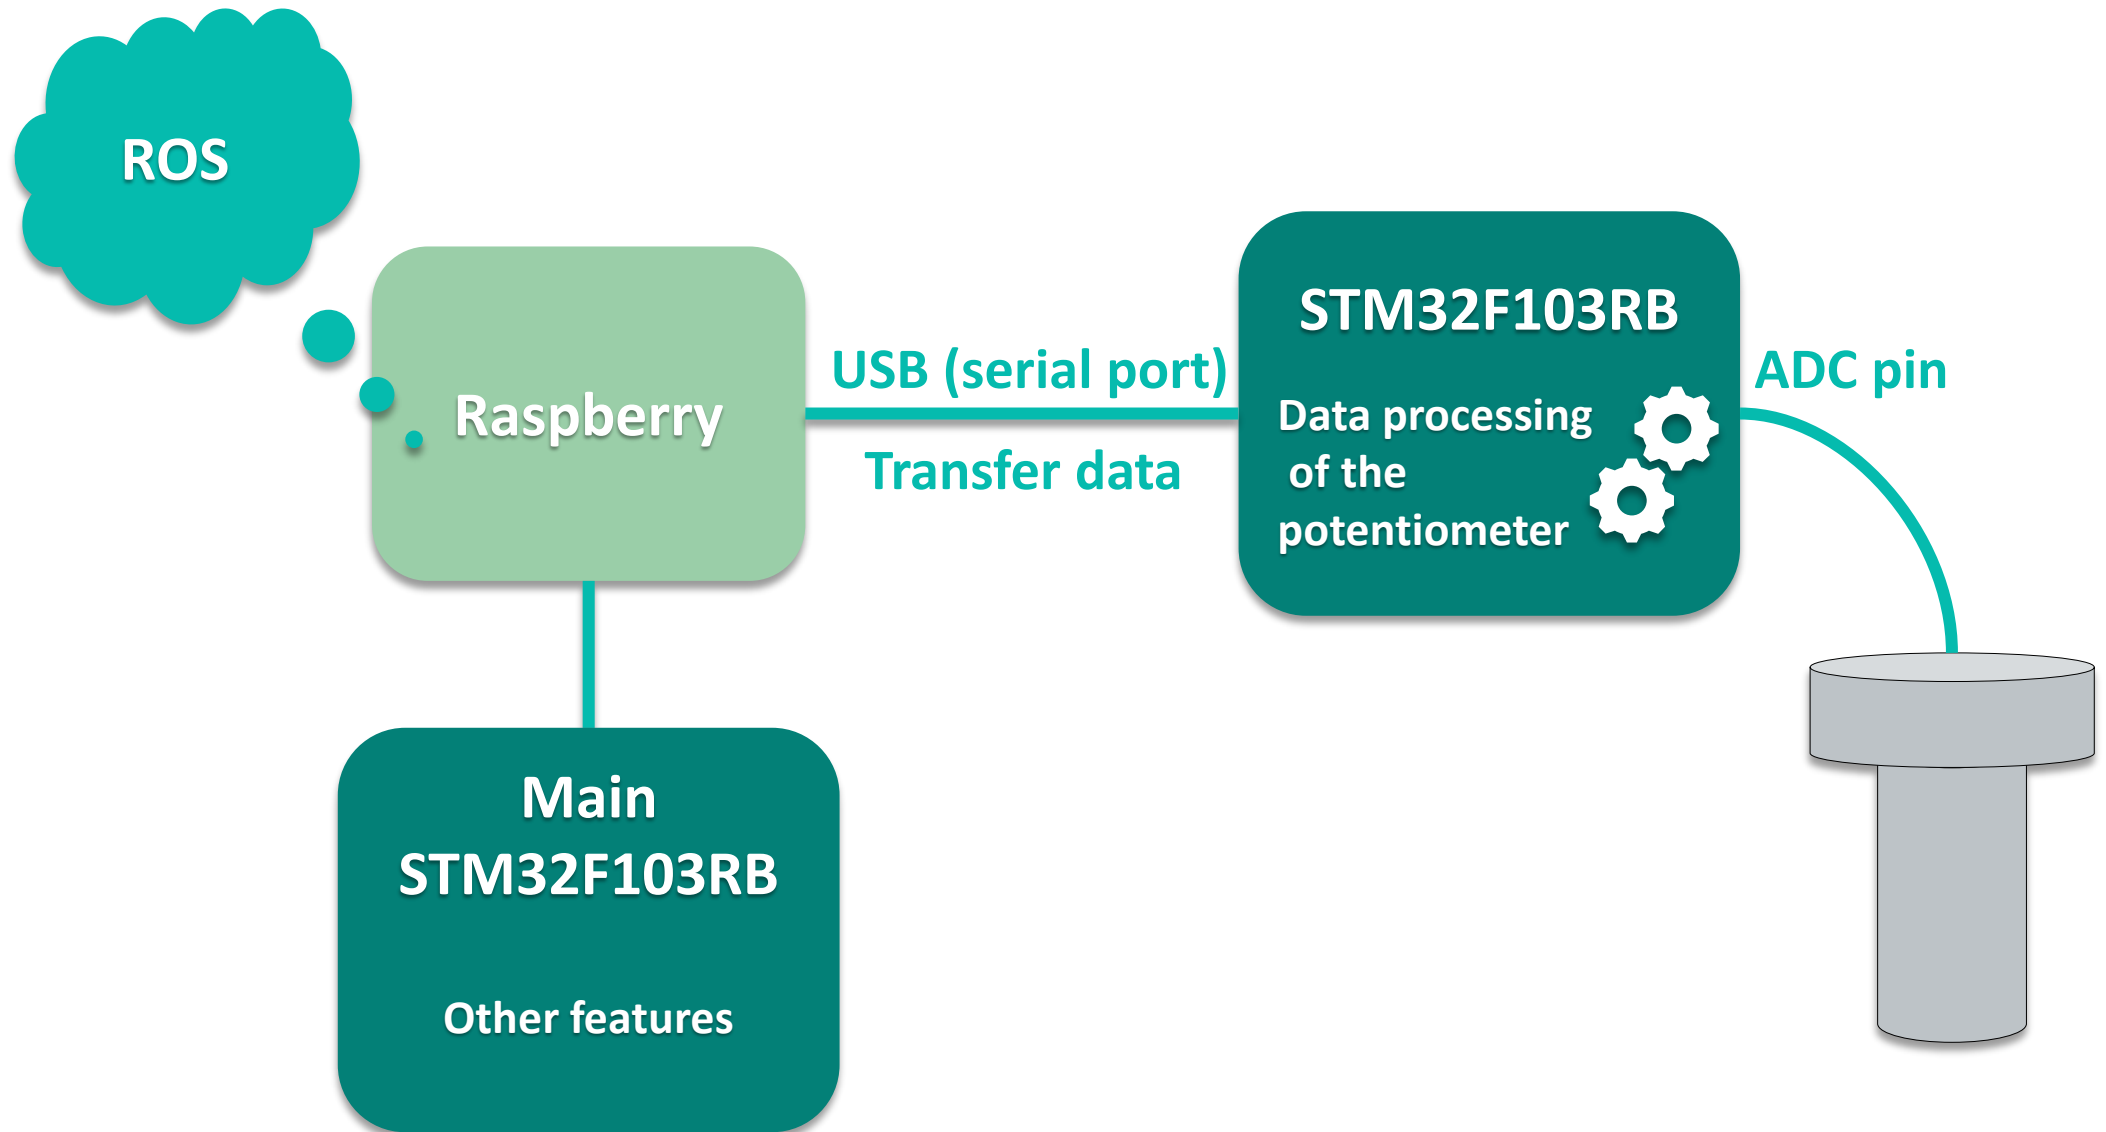 ROS
Raspberry
USB (serial port)
Transfer data
STM32F103RB
Data processing
of the
potentiometer
ADC pin
Main
STM32F103RB
Other features